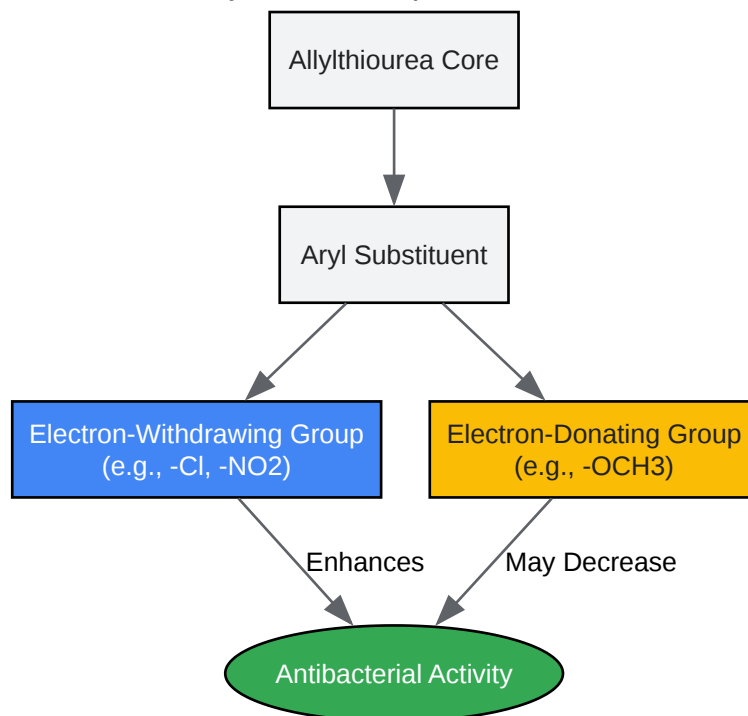 Allylthiourea Core
Aryl Substituent
Electron-Withdrawing Group
(e.g., -Cl, -NO2)
Electron-Donating Group
(e.g., -OCH3)
Enhances
May Decrease
Antibacterial Activity